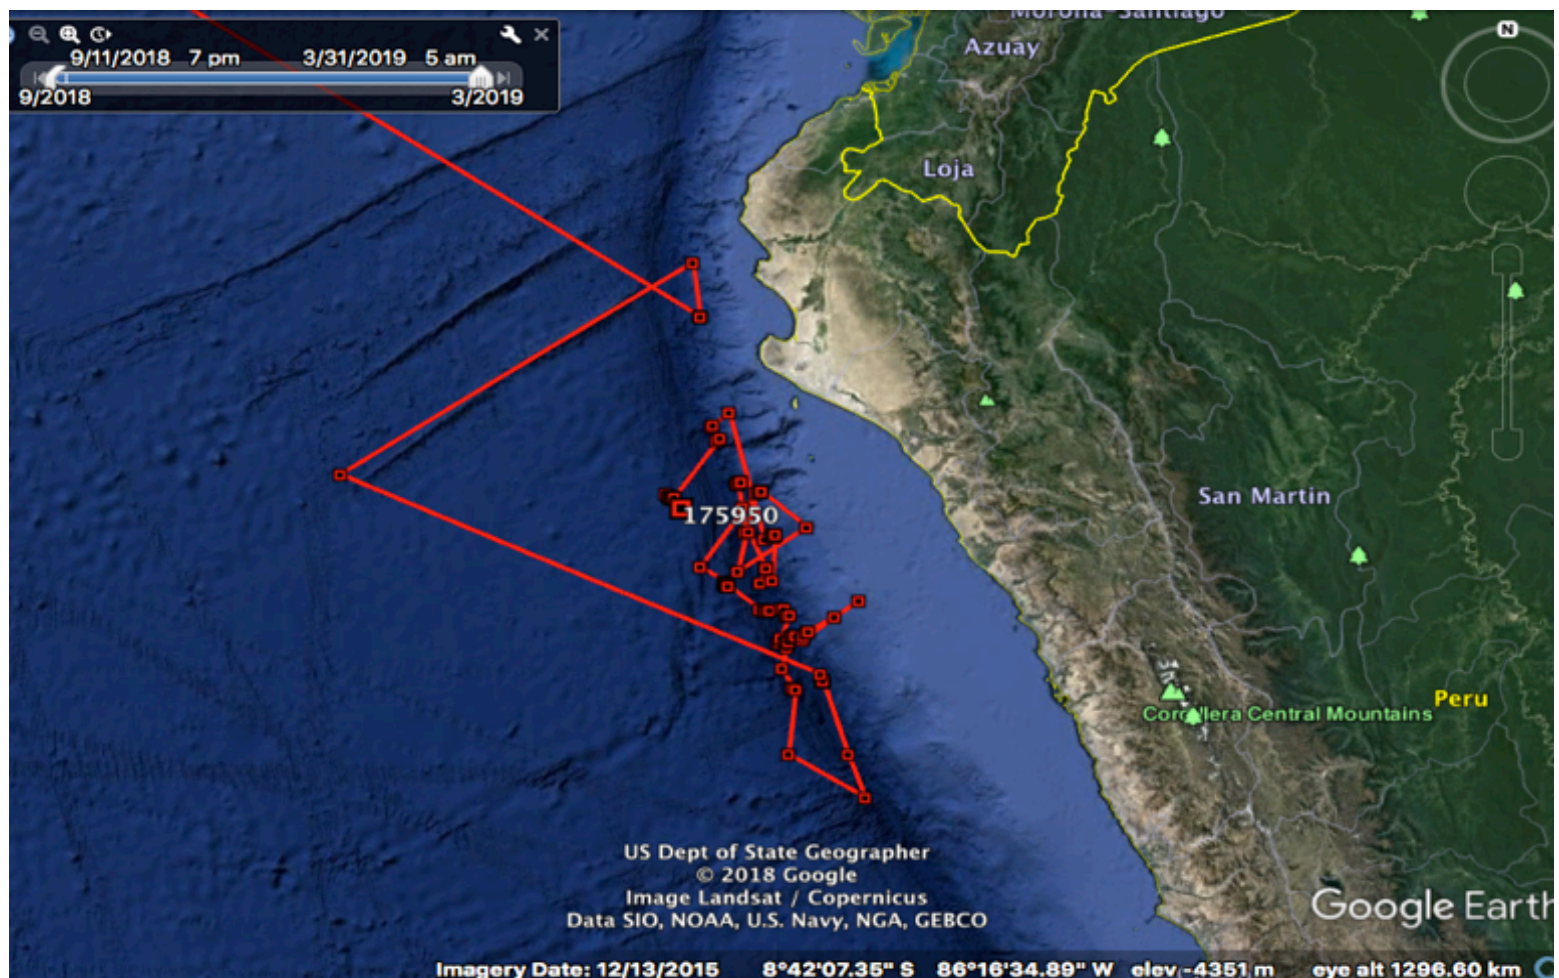 Morona-Santiago
Azuay
N
9/11/2018 7 pm 3/31/2019 5 am
9/2018 3/2019
Loja
San Martin
175950
Peru
Cordillera Central Mountains
US Dept of State Geographer
© 2018 Google
Image Landsat / Copernicus
Data SIO, NOAA, U.S. Navy, NGA, GEBCO
Google Earth
Imagery Date: 12/13/2015 8°42'07.35" S 86°16'34.89" W elev -4351 m eye alt 1296.60 km